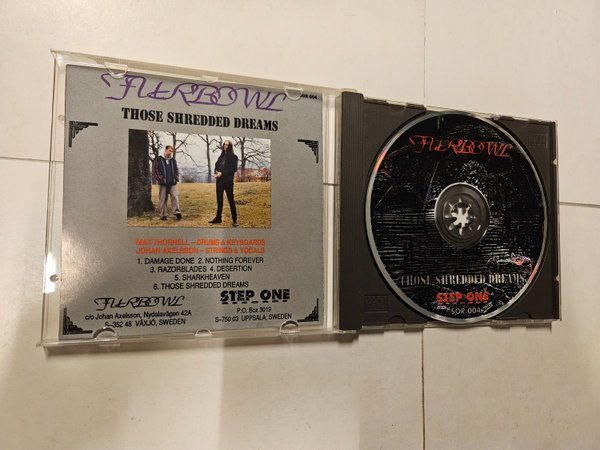 FURBOWL
SOR 004
THOSE SHREDDED DREAMS
MAX THORNELL – DRUMS & KEYBOARDS
JOHAN AXELSSON – STRINGS & VOCALS
1. DAMAGE DONE 2. NOTHING FOREVER
3. RAZORBLADES 4. DESERTION
5. SHARKHEAVEN
6. THOSE SHREDDED DREAMS
FURBOWL
c/o Johan Axelsson, Nydalavägen 42A
S–352 48 VÄXJÖ, SWEDEN
STEP ONE
P.O. Box 3019
S–750 03 UPPSALA, SWEDEN
FURBOWL
THOSE SHREDDED DREAMS
STEP ONE
SOR 004